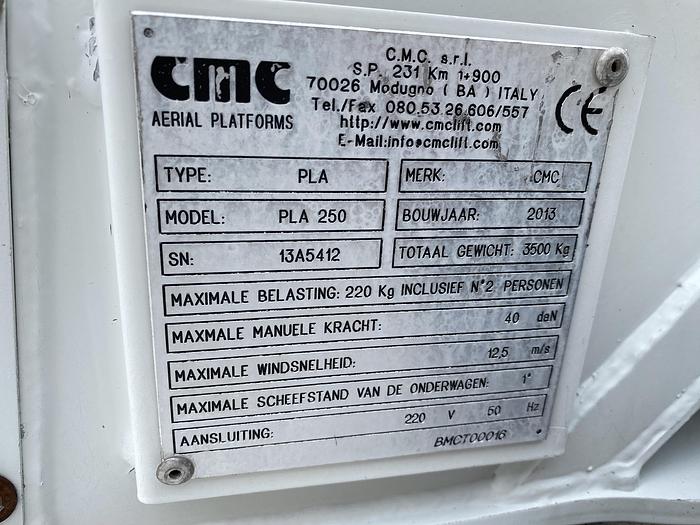 CMC
AERIAL PLATFORMS
C.M.C. s.r.l.
S.P. 231 Km 1+900
70026 Modugno ( BA ) ITALY
Tel./Fax 080.53.26.606/557
http://www.cmclift.com
E-Mail:info@cmclift.com
CE
TYPE: PLA
MERK: CMC
MODEL: PLA 250
BOUWJAAR: 2013
SN: 13A5412
TOTAAL GEWICHT: 3500 Kg
MAXIMALE BELASTING: 220 Kg INCLUSIEF N°2 PERSONEN
MAXMALE MANUELE KRACHT: 40 daN
MAXIMALE WINDSNELHEID: 12,5 m/s
MAXIMALE SCHEEFSTAND VAN DE ONDERWAGEN: 1°
AANSLUITING: 220 V 50 Hz
BMCT00016